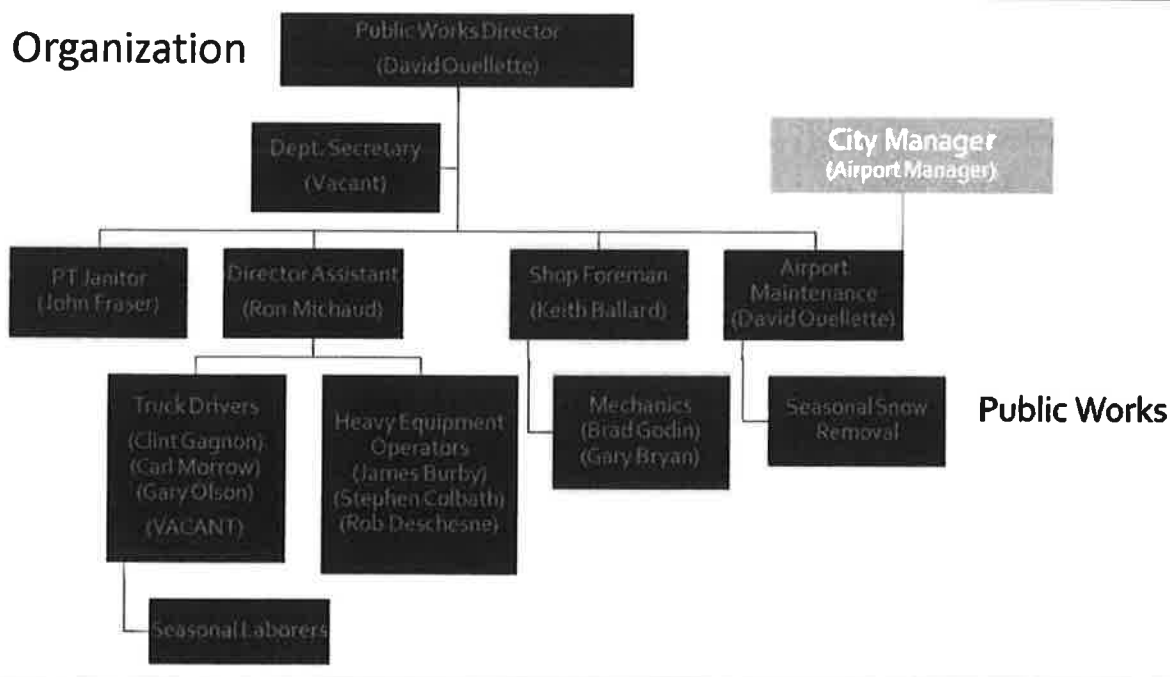 Organization
Public Works Director
(David Ouellette)
Dept. Secretary
(Vacant)
City Manager
(Airport Manager)
PT Janitor
(John Fraser)
Director Assistant
(Ron Michaud)
Shop Foreman
(Keith Ballard)
Airport
Maintenance
(David Ouellette)
Truck Drivers
(Clint Gagnon)
(Carl Morrow)
(Gary Olson)
(VACANT)
Heavy Equipment
Operators
(James Burby)
(Stephen Colbath)
(Rob Deschesne)
Mechanics
(Brad Godin)
(Gary Bryan)
Seasonal Snow
Removal
Public Works
Seasonal Laborers